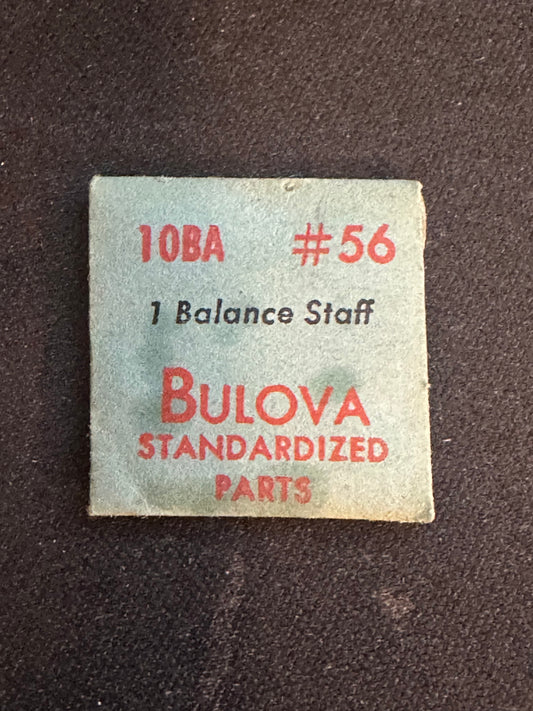 10BA #56
1 Balance Staff
BULOVA
STANDARDIZED
PARTS